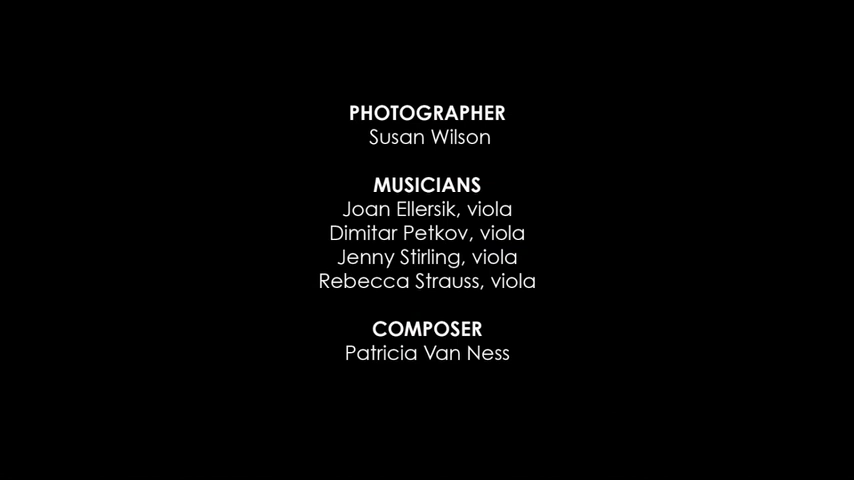 PHOTOGRAPHER
Susan Wilson
MUSICIANS
Joan Ellersik, viola
Dimitar Petkov, viola
Jenny Stirling, viola
Rebecca Strauss, viola
COMPOSER
Patricia Van Ness